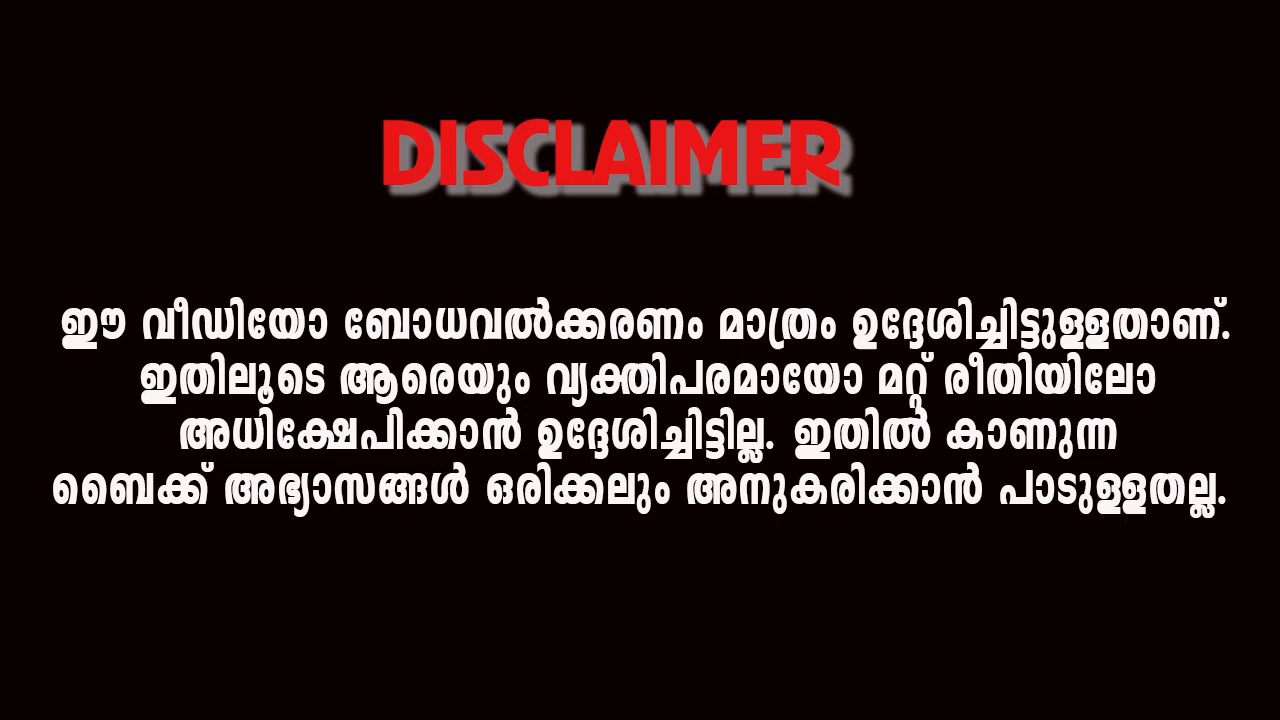 DISCLAIMER
ഈ വീഡിയോ ബോധവൽക്കരണം മാത്രം ഉദ്ദേശിച്ചിട്ടുള്ളതാണ്.
ഇതിലൂടെ ആരെയും വ്യക്തിപരമായോ മറ്റ് രീതിയിലോ
അധിക്ഷേപിക്കാൻ ഉദ്ദേശിച്ചിട്ടില്ല. ഇതിൽ കാണുന്ന
ബൈക്ക് അഭ്യാസങ്ങൾ ഒരിക്കലും അനുകരിക്കാൻ പാടുള്ളതല്ല.